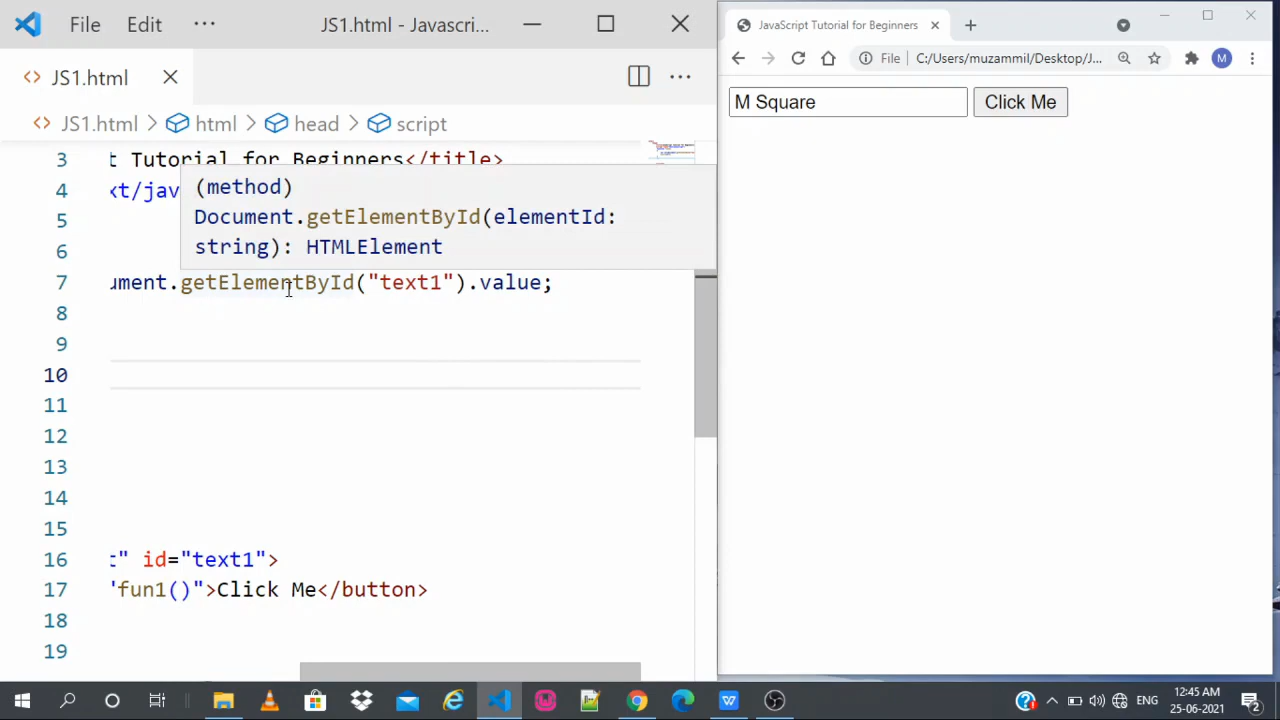 File Edit ··· JS1.html - Javascri...
JS1.html
JS1.html > html > head > script
3 t Tutorial for Beginners</title>
4 xt/jav
(method)
Document.getElementById(elementId:
string): HTMLElement
5
6
7 ument.getElementById("text1").value;
8
9
10
11
12
13
14
15
16 t" id="text1">
17 "fun1()">Click Me</button>
18
19
JavaScript Tutorial for Beginners
File C:/Users/muzammil/Desktop/J... M
M Square Click Me
ENG 12:45 AM
25-06-2021 2